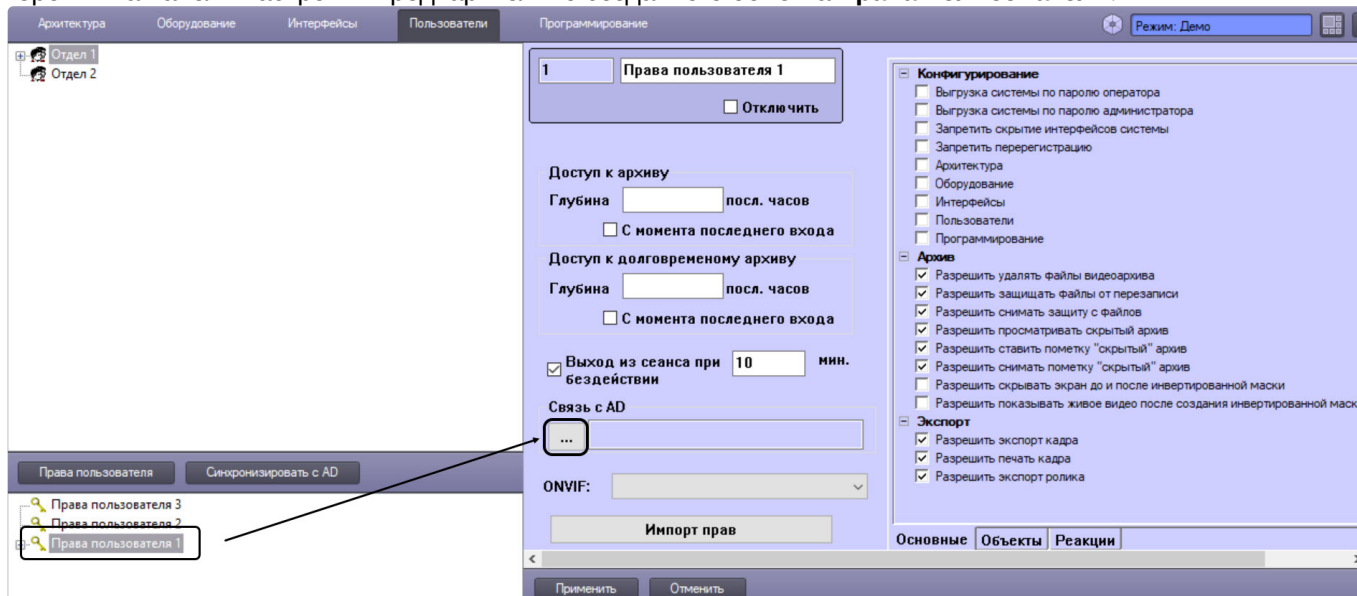 Архитектура Оборудование Интерфейсы Пользователи Программирование Режим: Демо
Отдел 1
Отдел 2
Права пользователя Синхронизировать с AD
Права пользователя 3
Права пользователя 2
Права пользователя 1
1 Права пользователя 1
Отключить
Доступ к архиву
Глубина посл. часов
С момента последнего входа
Доступ к долговременому архиву
Глубина посл. часов
С момента последнего входа
Выход из сеанса при 10 мин.
бездействии
Связь с AD
...
ONVIF:
Импорт прав
Конфигурирование
Выгрузка системы по паролю оператора
Выгрузка системы по паролю администратора
Запретить скрытие интерфейсов системы
Запретить перерегистрацию
Архитектура
Оборудование
Интерфейсы
Пользователи
Программирование
Архив
Разрешить удалять файлы видеоархива
Разрешить защищать файлы от перезаписи
Разрешить снимать защиту с файлов
Разрешить просматривать скрытый архив
Разрешить ставить пометку "скрытый" архив
Разрешить снимать пометку "скрытый" архив
Разрешить скрывать экран до и после инвертированной маски
Разрешить показывать живое видео после создания инвертированной маск
Экспорт
Разрешить экспорт кадра
Разрешить печать кадра
Разрешить экспорт ролика
Основные Объекты Реакции
Применить Отменить